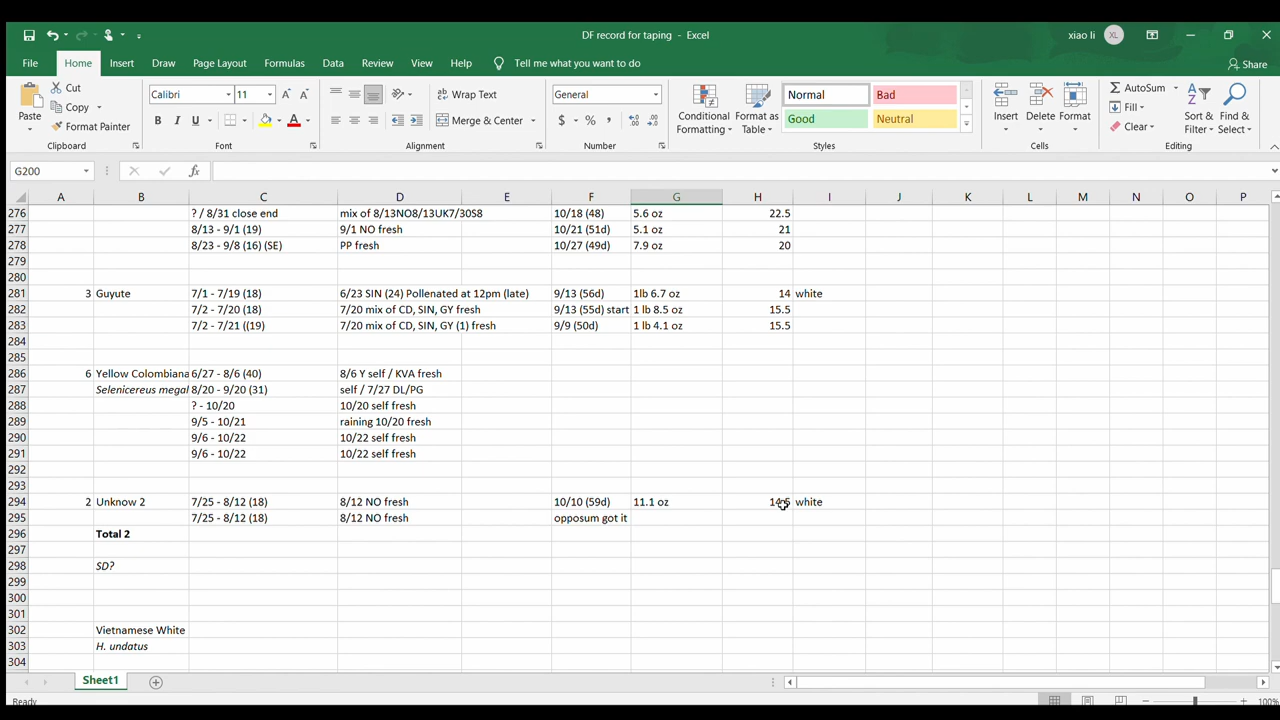 DF record for taping - Excel
xiao li XL
File Home Insert Draw Page Layout Formulas Data Review View Help Tell me what you want to do Share
Paste Cut Copy Format Painter Clipboard
Calibri 11 B I U Font
Wrap Text Merge & Center Alignment
General $ % , Number
Conditional Formatting Format as Table Normal Bad Good Neutral Styles
Insert Delete Format Cells
AutoSum Fill Clear Sort & Filter Find & Select Editing
G200 fx
A B C D E F G H I J K L M N O P
276 ? / 8/31 close end mix of 8/13NO8/13UK7/30S8 10/18 (48) 5.6 oz 22.5
277 8/13 - 9/1 (19) 9/1 NO fresh 10/21 (51d) 5.1 oz 21
278 8/23 - 9/8 (16) (SE) PP fresh 10/27 (49d) 7.9 oz 20
279
280
281 3 Guyute 7/1 - 7/19 (18) 6/23 SIN (24) Pollenated at 12pm (late) 9/13 (56d) 1lb 6.7 oz 14 white
282 7/2 - 7/20 (18) 7/20 mix of CD, SIN, GY fresh 9/13 (55d) start 1 lb 8.5 oz 15.5
283 7/2 - 7/21 ((19) 7/20 mix of CD, SIN, GY (1) fresh 9/9 (50d) 1 lb 4.1 oz 15.5
284
285
286 6 Yellow Colombiana 6/27 - 8/6 (40) 8/6 Y self / KVA fresh
287 Selenicereus megal 8/20 - 9/20 (31) self / 7/27 DL/PG
288 ? - 10/20 10/20 self fresh
289 9/5 - 10/21 raining 10/20 fresh
290 9/6 - 10/22 10/22 self fresh
291 9/6 - 10/22 10/22 self fresh
292
293
294 2 Unknow 2 7/25 - 8/12 (18) 8/12 NO fresh 10/10 (59d) 11.1 oz 14.5 white
295 7/25 - 8/12 (18) 8/12 NO fresh opposum got it
296 Total 2
297
298 SD?
299
300
301
302 Vietnamese White
303 H. undatus
304
Sheet1
Ready 100%